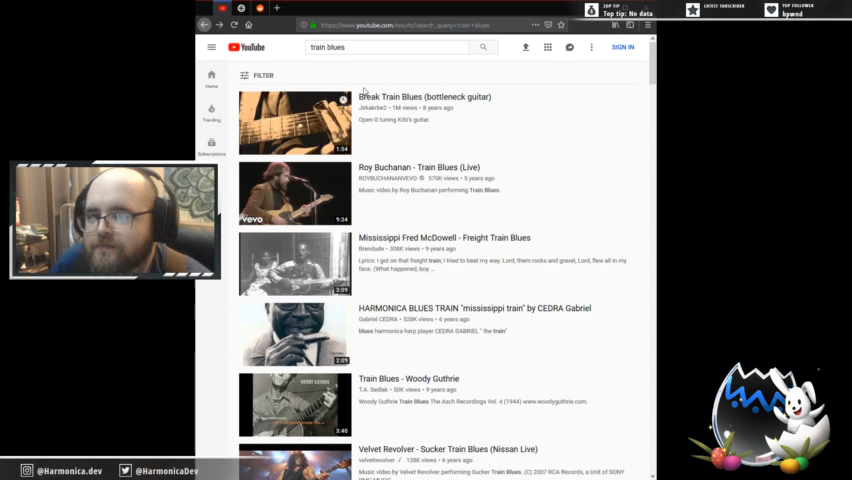 TOP TIP
Top tip: No data
LATEST SUBSCRIBER
TOP FOLLOWER
bpwnd
https://www.youtube.com/results?search_query=train+blues
YouTube
train blues
SIGN IN
FILTER
Home
Trending
Subscriptions
Break Train Blues (bottleneck guitar)
1M views • 8 years ago
1:54
Roy Buchanan - Train Blues (Live)
ROYBUCHANANVEVO
570K views • 5 years ago
Music video by Roy Buchanan performing Train Blues.
vevo
9:34
Mississippi Fred McDowell - Freight Train Blues
Brendude • 308K views • 9 years ago
Lyrics: I got on that freight train, I tried to beat my way. Lord, them rocks and gravel, Lord, flew all in my
face. (What happened, boy ...
3:09
HARMONICA BLUES TRAIN "mississippi train" by CEDRA Gabriel
Gabriel CEDRA • 528K views • 6 years ago
blues harmonica harp player CEDRA GABRIEL " the train"
2:09
Train Blues - Woody Guthrie
T.A. Sedlak • 50K views • 9 years ago
Woody Guthrie Train Blues The Asch Recordings Vol. 4 (1944) www.woodyguthrie.com.
WOODY GUTHRIE
3:40
Velvet Revolver - Sucker Train Blues (Nissan Live)
velvetrevolver
128K views • 6 years ago
Music video by Velvet Revolver performing Sucker Train Blues. (C) 2007 RCA Records, a Unit of SONY
@Harmonica.dev
@HarmonicaDev